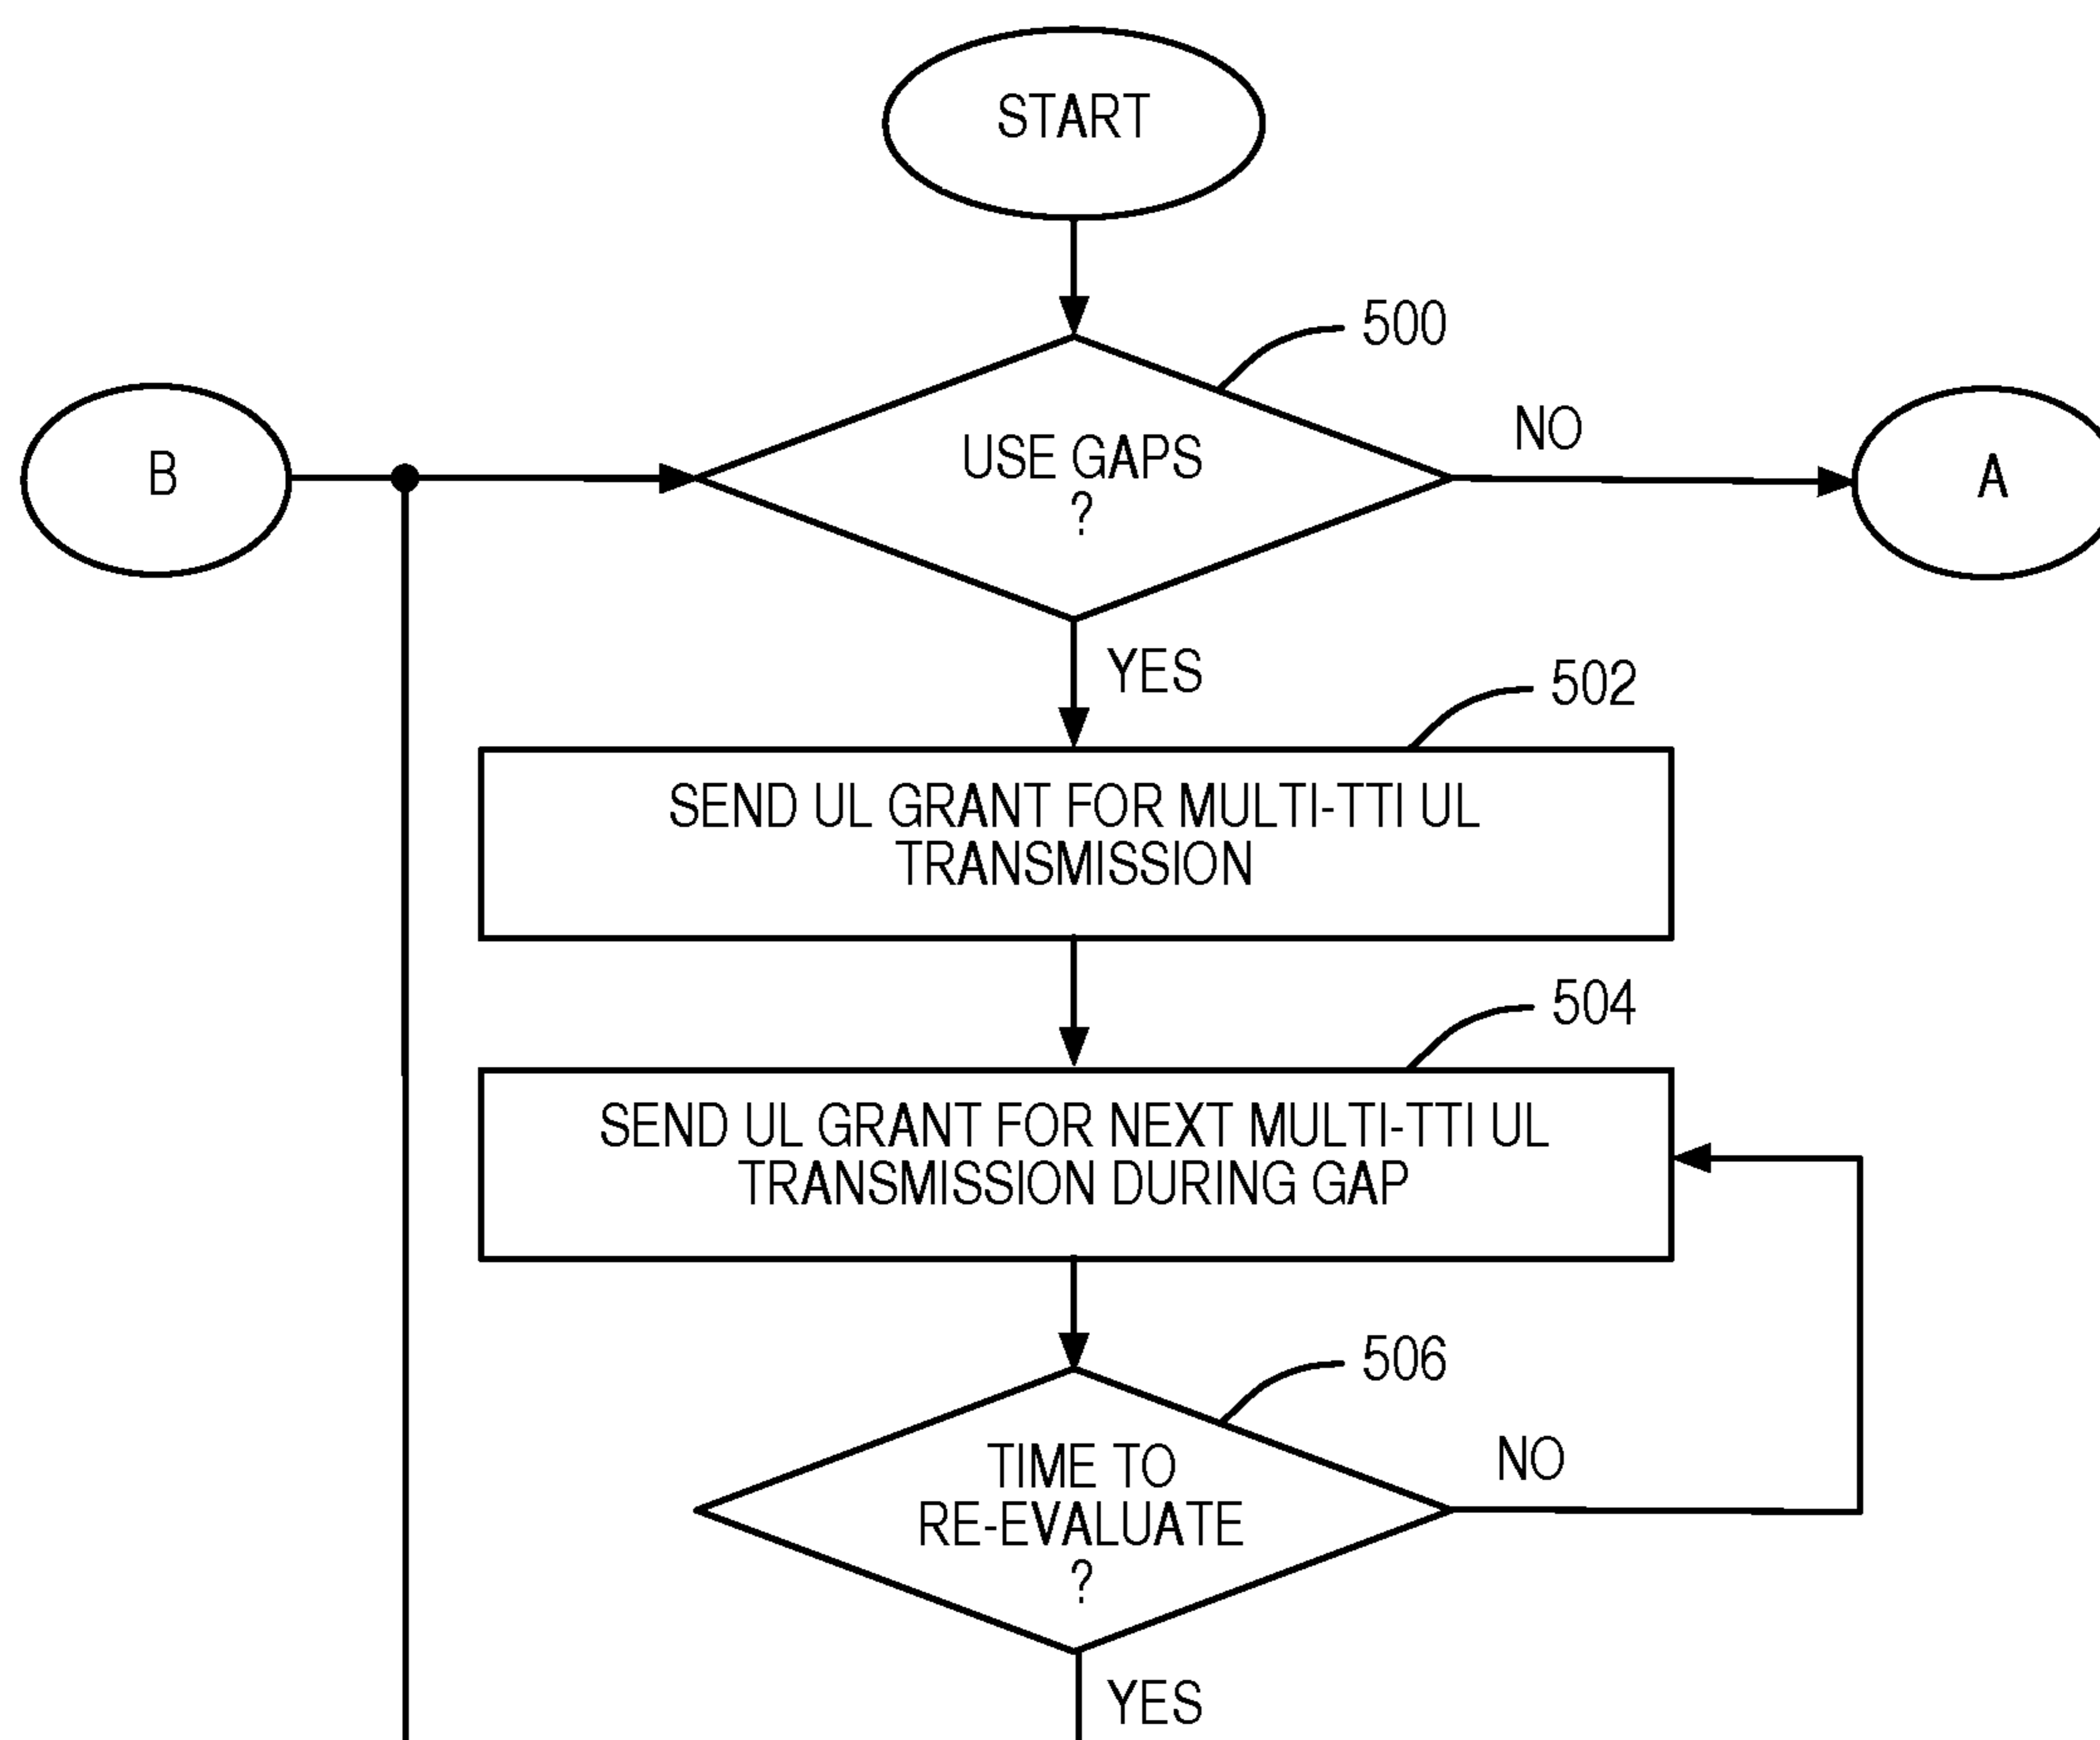 START
500
B
USE GAPS
?
NO
A
YES
502
SEND UL GRANT FOR MULTI-TTI UL
TRANSMISSION
504
SEND UL GRANT FOR NEXT MULTI-TTI UL
TRANSMISSION DURING GAP
506
TIME TO
RE-EVALUATE
?
NO
YES